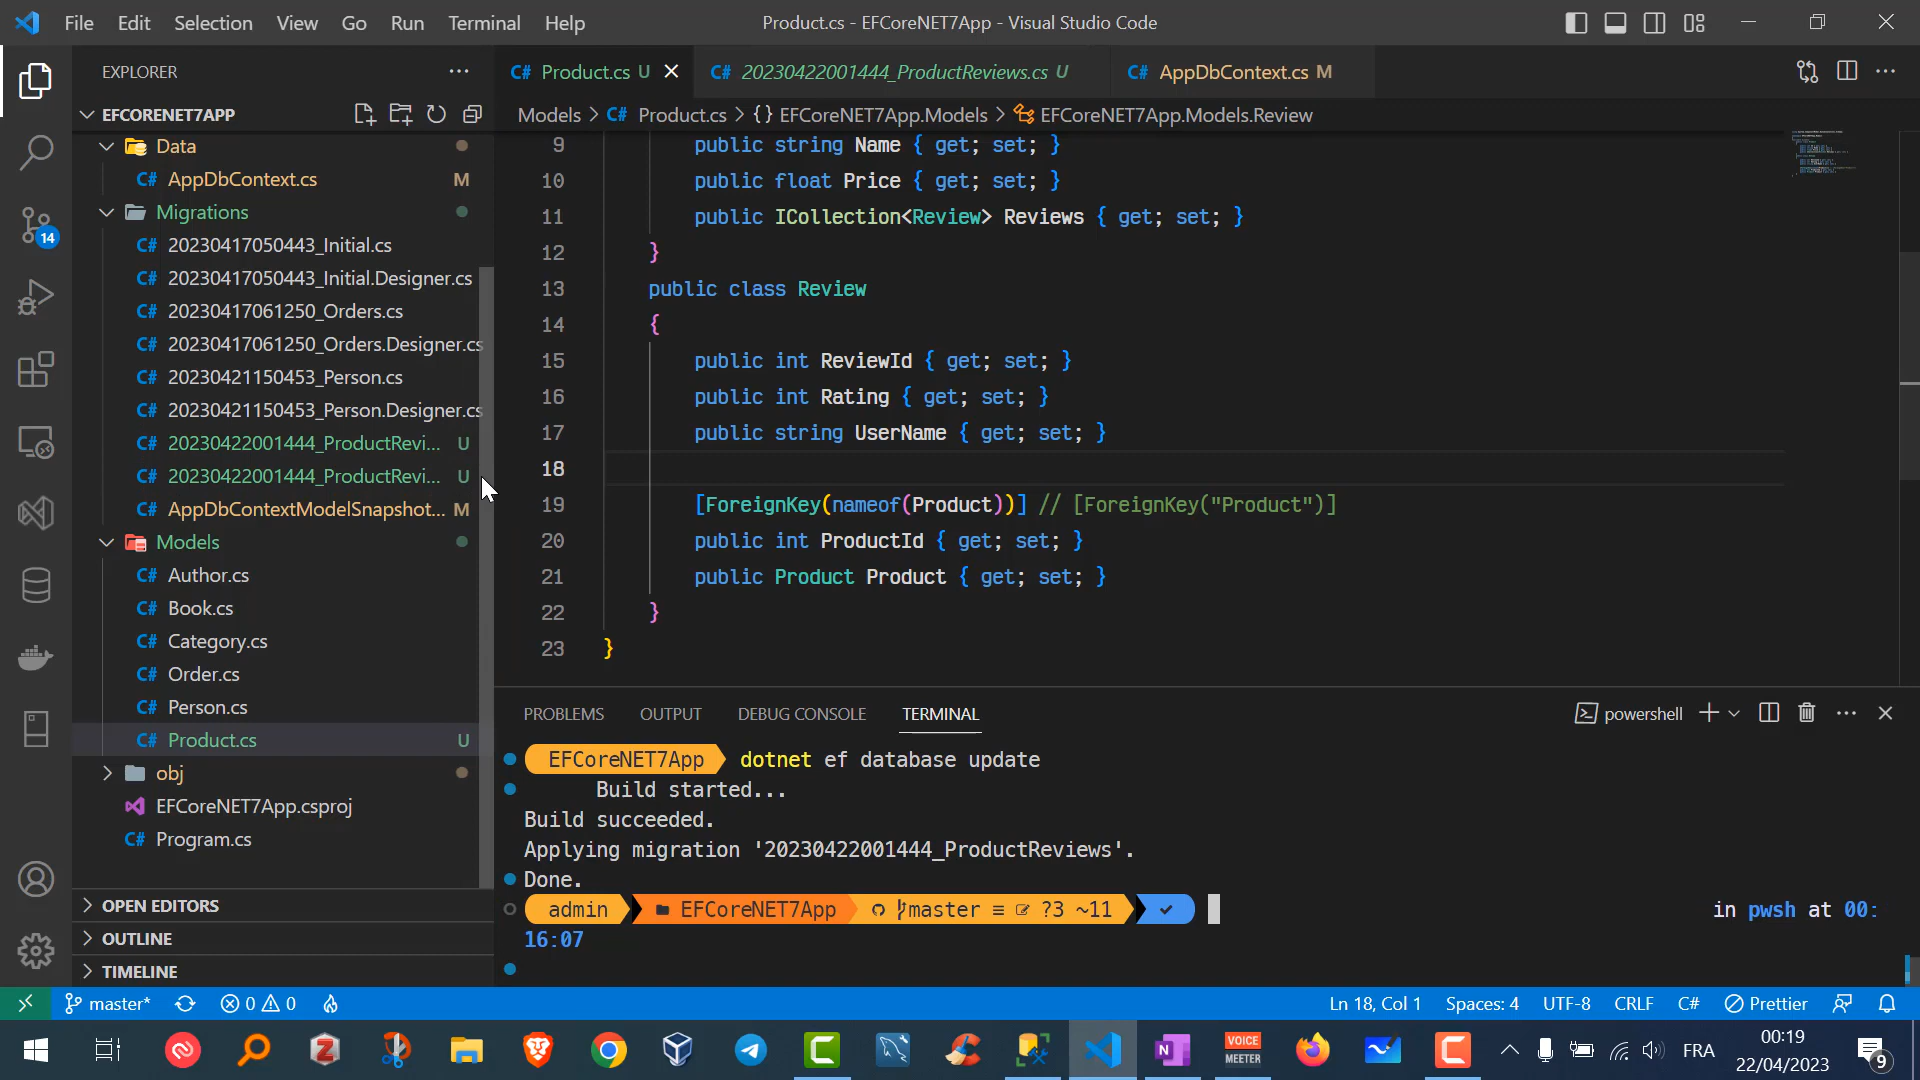 File Edit Selection View Go Run Terminal Help
Product.cs - EFCoreNET7App - Visual Studio Code
EXPLORER
EFCORENET7APP
Data
AppDbContext.cs M
Migrations
20230417050443_Initial.cs
20230417050443_Initial.Designer.cs
20230417061250_Orders.cs
20230417061250_Orders.Designer.cs
20230421150453_Person.cs
20230421150453_Person.Designer.cs
20230422001444_ProductRevi... U
20230422001444_ProductRevi... U
AppDbContextModelSnapshot... M
Models
Author.cs
Book.cs
Category.cs
Order.cs
Person.cs
Product.cs U
obj
EFCoreNET7App.csproj
Program.cs
OPEN EDITORS
OUTLINE
TIMELINE
14
C# Product.cs U
C# 20230422001444_ProductReviews.cs U
C# AppDbContext.cs M
Models > C# Product.cs > {} EFCoreNET7App.Models > EFCoreNET7App.Models.Review
9 public string Name { get; set; }
10 public float Price { get; set; }
11 public ICollection<Review> Reviews { get; set; }
12 }
13 public class Review
14 {
15 public int ReviewId { get; set; }
16 public int Rating { get; set; }
17 public string UserName { get; set; }
18
19 [ForeignKey(nameof(Product))] // [ForeignKey("Product")]
20 public int ProductId { get; set; }
21 public Product Product { get; set; }
22 }
23 }
PROBLEMS OUTPUT DEBUG CONSOLE TERMINAL
powershell
EFCoreNET7App dotnet ef database update
Build started...
Build succeeded.
Applying migration '20230422001444_ProductReviews'.
Done.
admin EFCoreNET7App master ≡ ?3 ~11 in pwsh at 00:
16:07
master* 0 0
Ln 18, Col 1 Spaces: 4 UTF-8 CRLF C# Prettier
VOICE
MEETER
FRA
00:19
22/04/2023
9